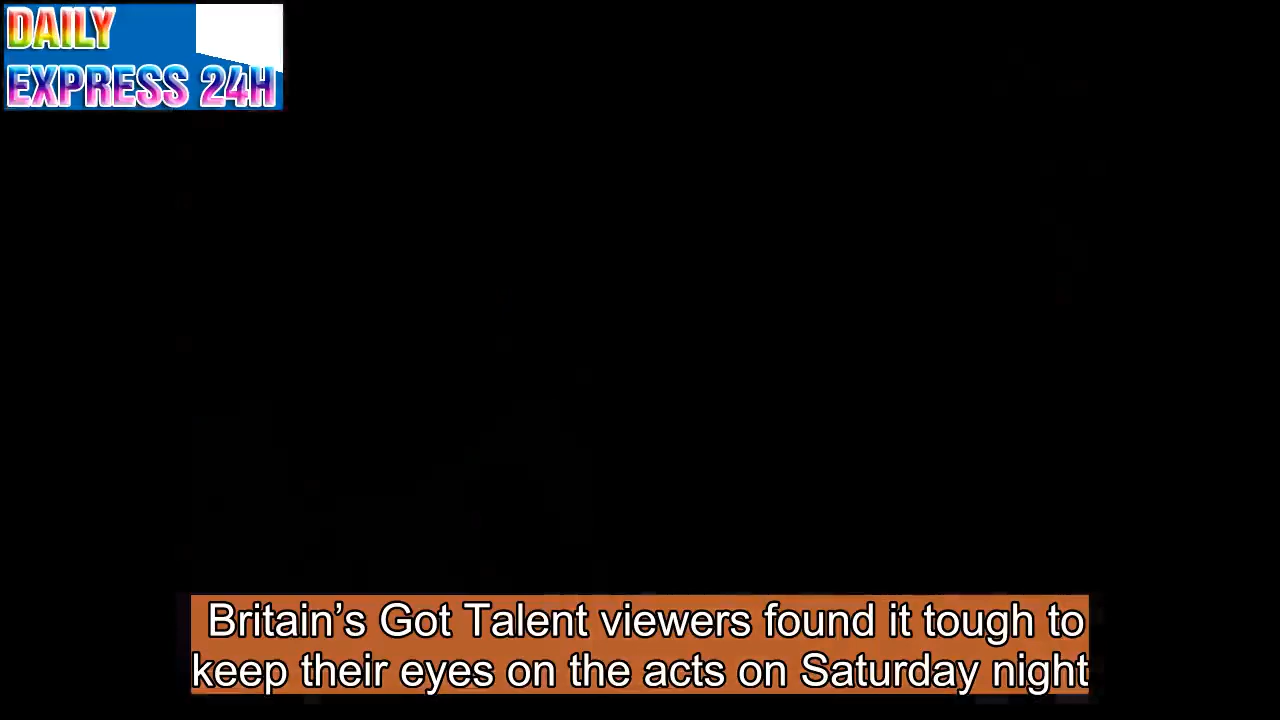 DAILY
EXPRESS 24H
Britain’s Got Talent viewers found it tough to
keep their eyes on the acts on Saturday night